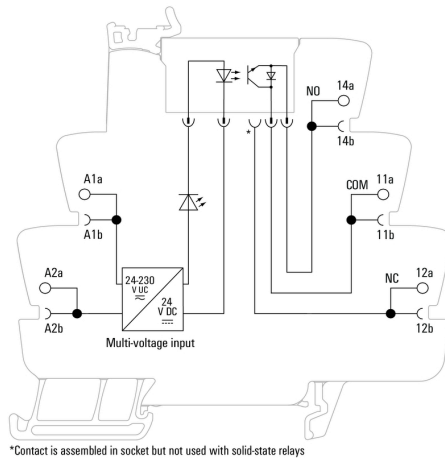 NO
14a
14b
*
A1a
COM
11a
A1b
11b
A2a
24-230
V UC
24
V DC
NC
12a
A2b
12b
Multi-voltage input
*Contact is assembled in socket but not used with solid-state relays